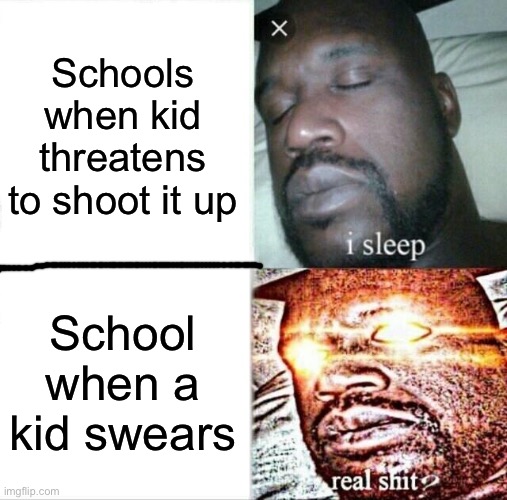 Schools
when kid
threatens
to shoot it up
i sleep
School
when a
kid swears
real shit?
imgflip.com